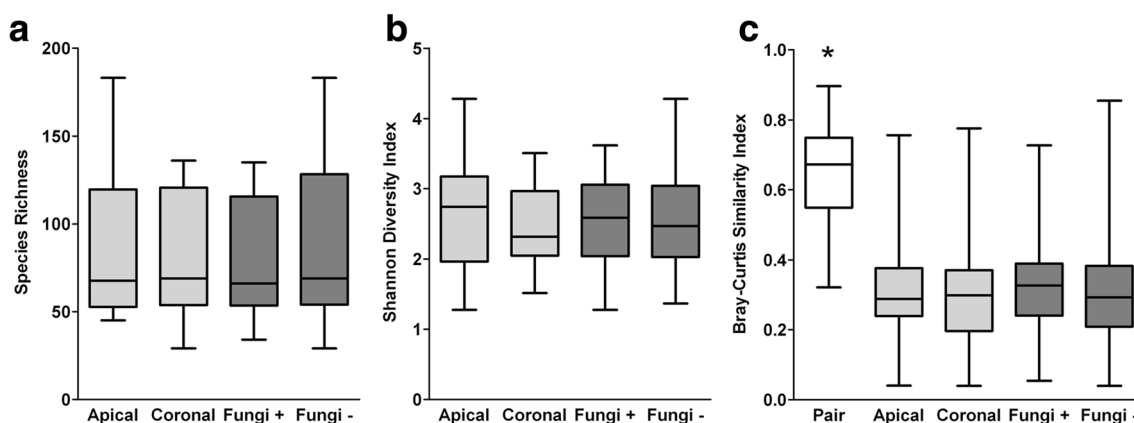 a
Species Richness
200
150
100
50
0
Apical Coronal Fungi + Fungi -
b
Shannon Diversity Index
5
4
3
2
1
0
Apical Coronal Fungi + Fungi -
c
Bray-Curtis Similarity Index
1.0
0.8
0.6
0.4
0.2
0.0
*
Pair Apical Coronal Fungi + Fungi -